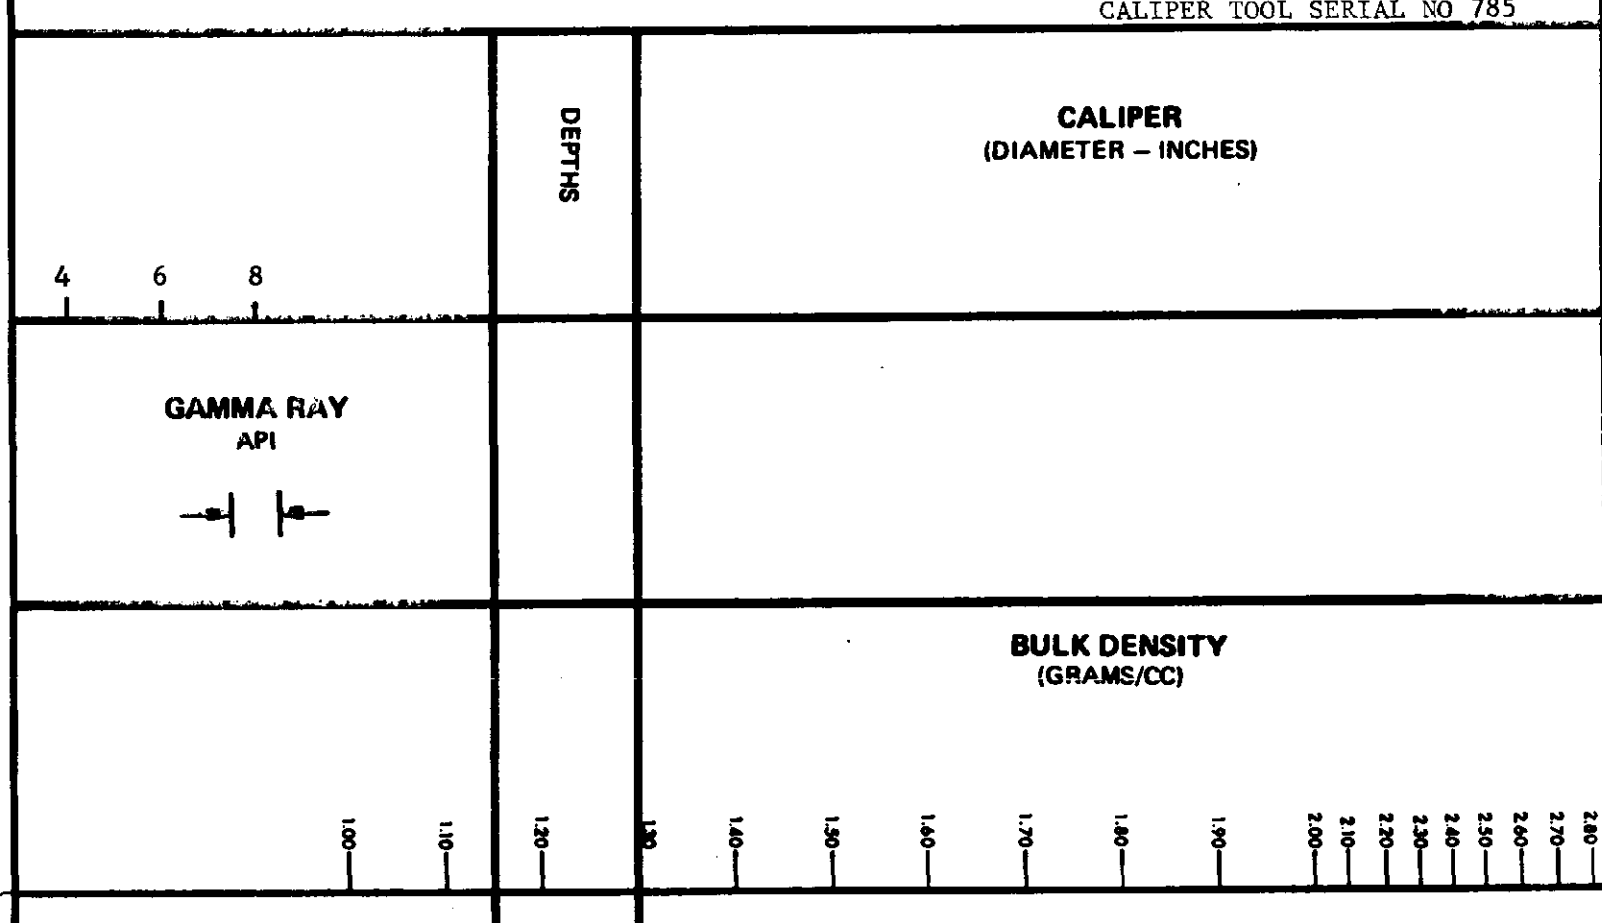 CALIPER TOOL SERIAL NO 785
DEPTHS
CALIPER
(DIAMETER – INCHES)
4 6 8
GAMMA RAY
API
BULK DENSITY
(GRAMS/CC)
1.00 1.10 1.20 1.30 1.40 1.50 1.60 1.70 1.80 1.90 2.00 2.10 2.20 2.30 2.40 2.50 2.60 2.70 2.80